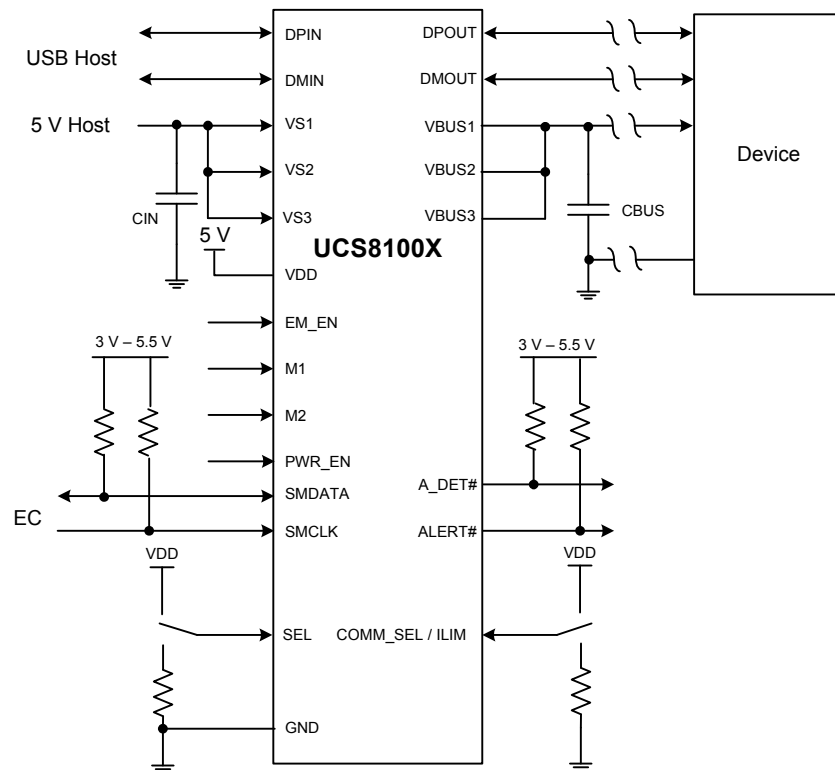 DPIN
DPOUT
USB Host
DMIN
DMOUT
5 V Host
VS1
VBUS1
Device
VS2
VBUS2
CIN
VS3
VBUS3
CBUS
5 V
UCS8100X
VDD
EM_EN
3 V – 5.5 V
3 V – 5.5 V
M1
M2
PWR_EN
A_DET#
SMDATA
EC
SMCLK
ALERT#
VDD
VDD
SEL
COMM_SEL / ILIM
GND